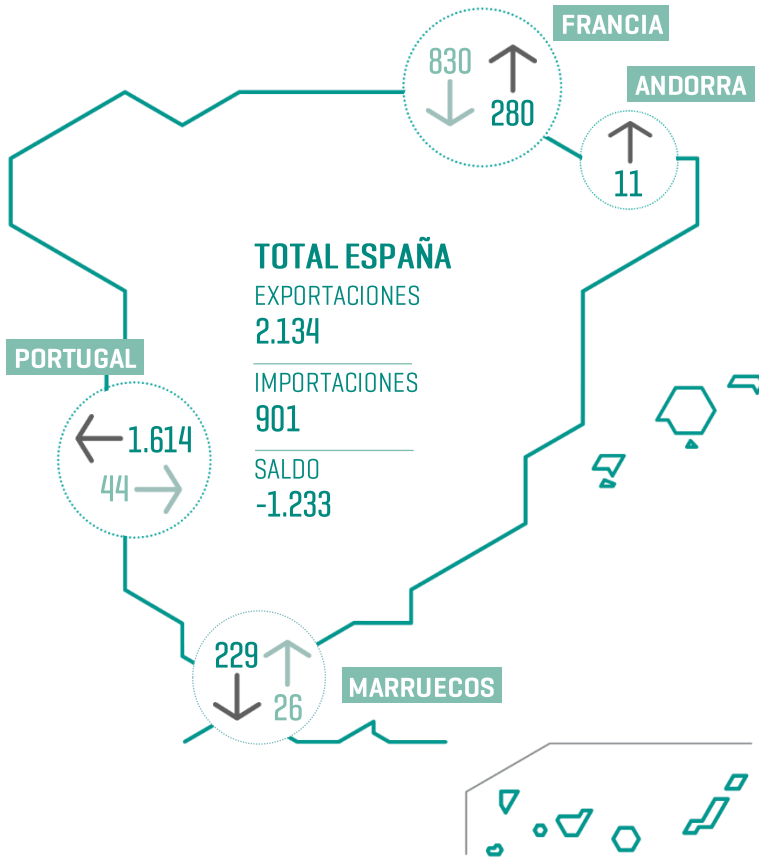 FRANCIA
830
280
ANDORRA
11
TOTAL ESPAÑA
EXPORTACIONES
2.134
IMPORTACIONES
901
SALDO
-1.233
PORTUGAL
1.614
44
229
26
MARRUECOS